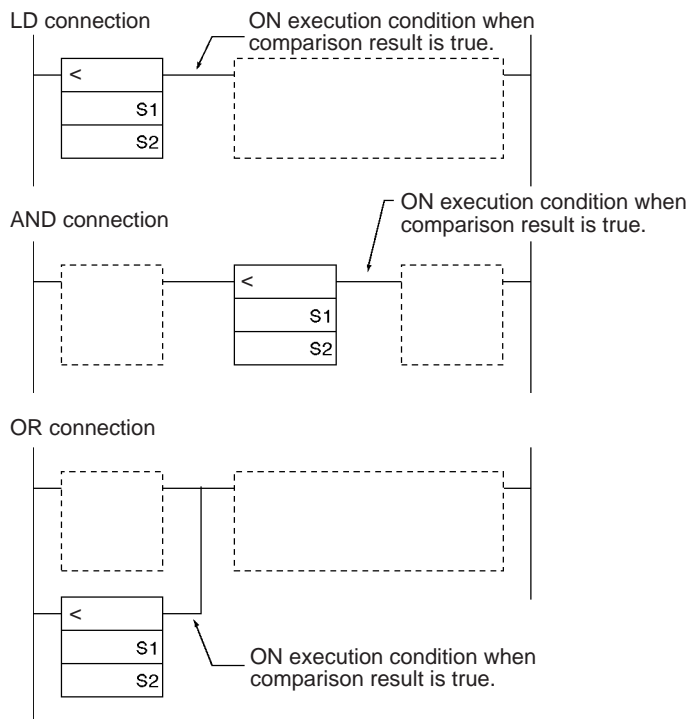 LD connection
ON execution condition when
comparison result is true.
<
S1
S2
AND connection
ON execution condition when
comparison result is true.
<
S1
S2
OR connection
<
S1
S2
ON execution condition when
comparison result is true.